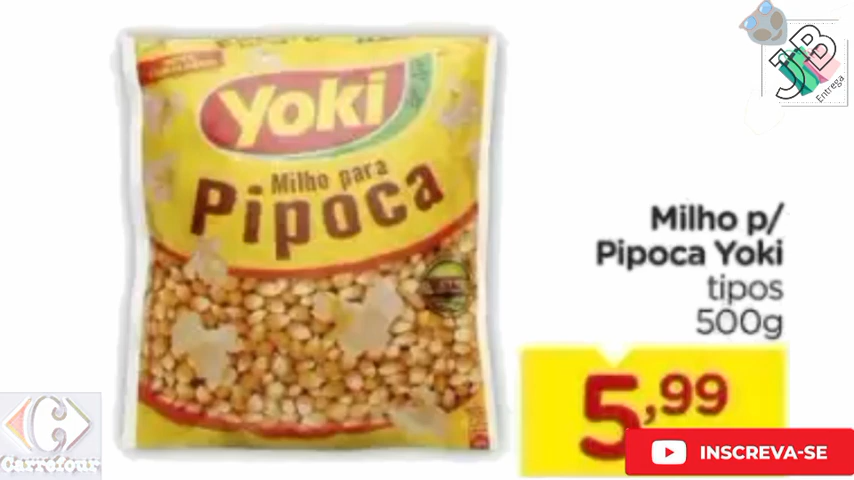 Yoki
Milho para
Pipoca
JB
Entrega
Milho p/
Pipoca Yoki
tipos
500g
5,99
INSCREVA-SE
Carrefour